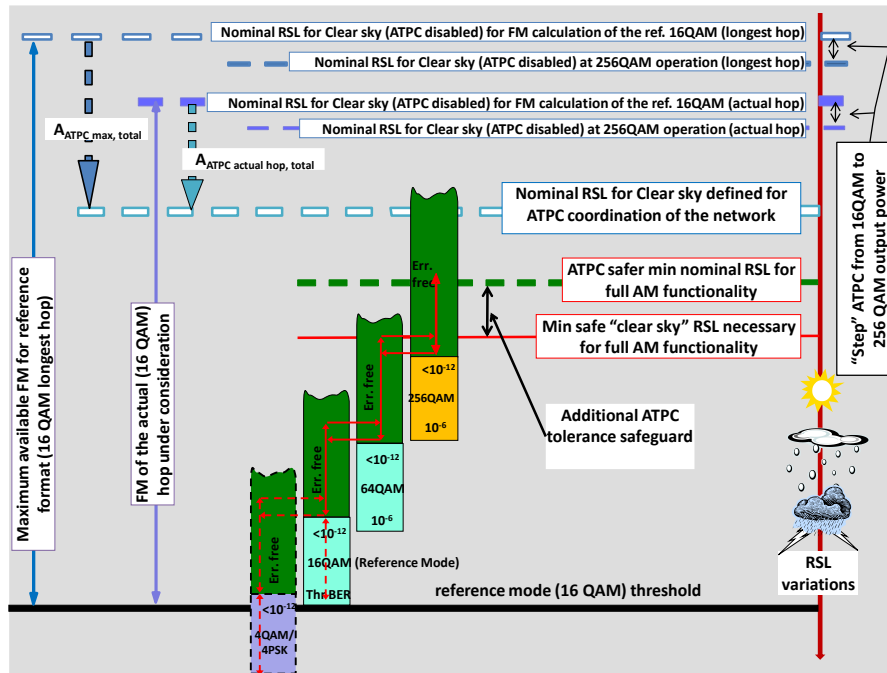 Nominal RSL for Clear sky (ATPC disabled) for FM calculation of the ref. 16QAM (longest hop)
Nominal RSL for Clear sky (ATPC disabled) at 256QAM operation (longest hop)
Nominal RSL for Clear sky (ATPC disabled) for FM calculation of the ref. 16QAM (actual hop)
Nominal RSL for Clear sky (ATPC disabled) at 256QAM operation (actual hop)
A ATPC max, total
A ATPC actual hop, total
Nominal RSL for Clear sky defined for
ATPC coordination of the network
ATPC safer min nominal RSL for
full AM functionality
Min safe “clear sky” RSL necessary
for full AM functionality
“Step” ATPC from 16QAM to
256 QAM output power
Maximum available FM for reference
format (16 QAM longest hop)
FM of the actual (16 QAM)
hop under consideration
Err.
free
<10-12
256QAM
10-6
Additional ATPC
tolerance safeguard
Err. free
<10-12
64QAM
10-6
Err. free
<10-12
16QAM (Reference Mode)
Thr.BER
Err. free
<10-12
4QAM/
4PSK
reference mode (16 QAM) threshold
RSL
variations